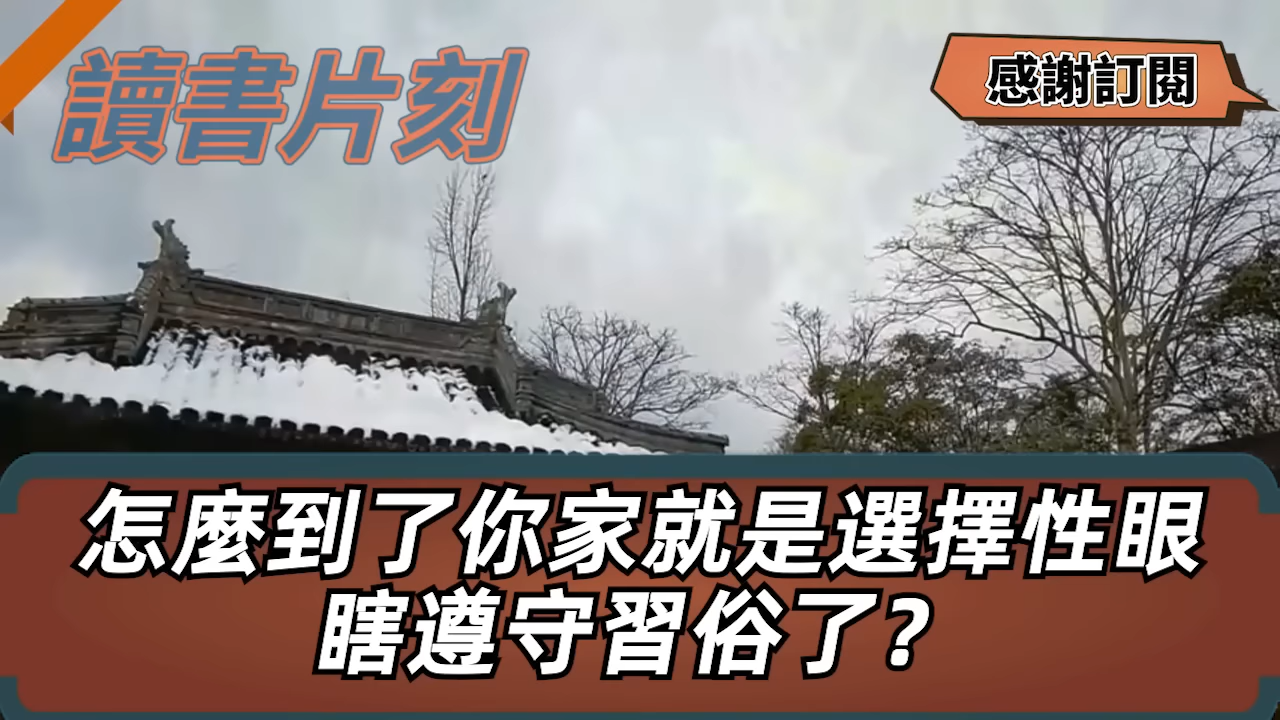 讀書片刻
感謝訂閱
怎麼到了你家就是選擇性眼
瞎遵守習俗了?